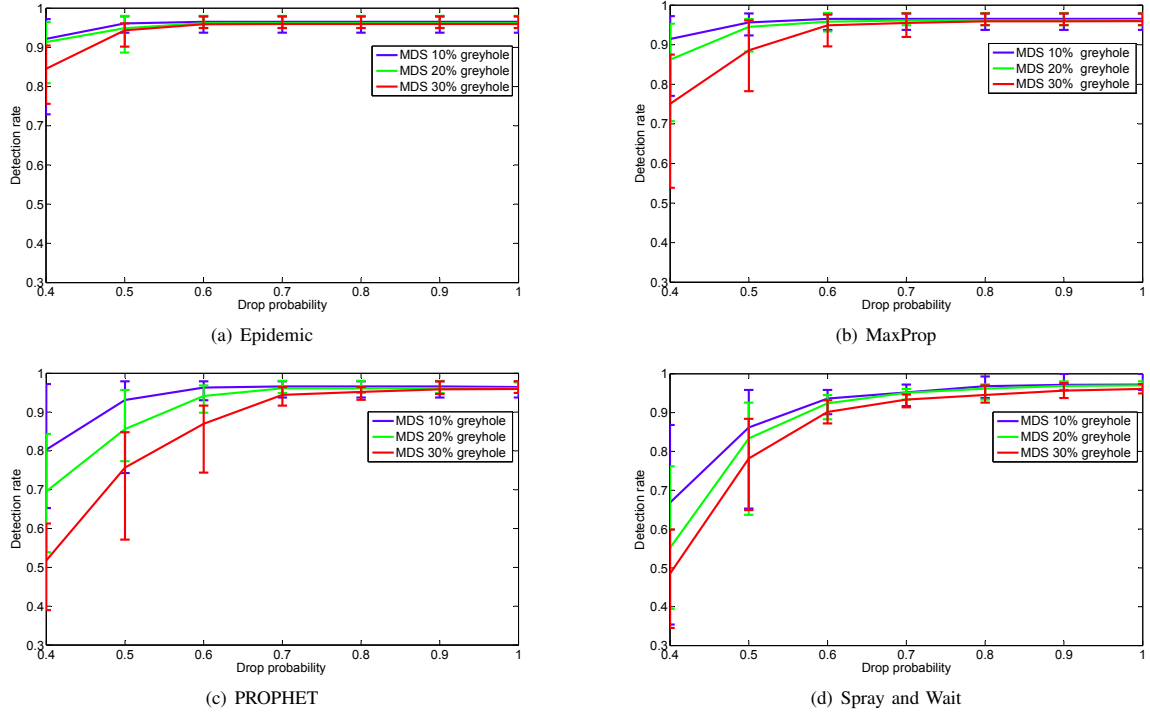 1
0.9
0.8
0.7
0.6
0.5
0.4
0.3
Detection rate
MDS 10% greyhole
MDS 20% greyhole
MDS 30% greyhole
0.4 0.5 0.6 0.7 0.8 0.9 1
Drop probability
(a) Epidemic
1
0.9
0.8
0.7
0.6
0.5
0.4
0.3
Detection rate
MDS 10% greyhole
MDS 20% greyhole
MDS 30% greyhole
0.4 0.5 0.6 0.7 0.8 0.9 1
Drop probability
(b) MaxProp
1
0.9
0.8
0.7
0.6
0.5
0.4
0.3
Detection rate
MDS 10% greyhole
MDS 20% greyhole
MDS 30% greyhole
0.4 0.5 0.6 0.7 0.8 0.9 1
Drop probability
(c) PROPHET
1
0.9
0.8
0.7
0.6
0.5
0.4
0.3
Detection rate
MDS 10% greyhole
MDS 20% greyhole
MDS 30% greyhole
0.4 0.5 0.6 0.7 0.8 0.9 1
Drop probability
(d) Spray and Wait